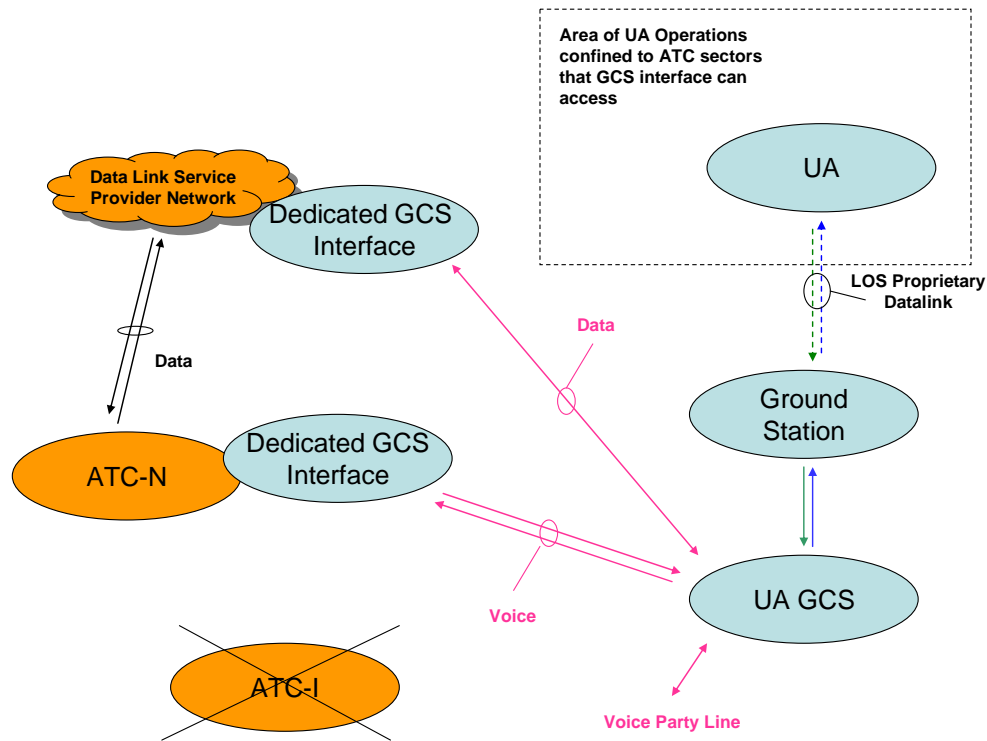 Area of UA Operations
confined to ATC sectors
that GCS interface can
access
UA
Data Link Service
Provider Network
Dedicated GCS
Interface
LOS Proprietary
Datalink
Data
Data
Ground
Station
Dedicated GCS
Interface
ATC-N
UA GCS
Voice
ATC-I
Voice Party Line